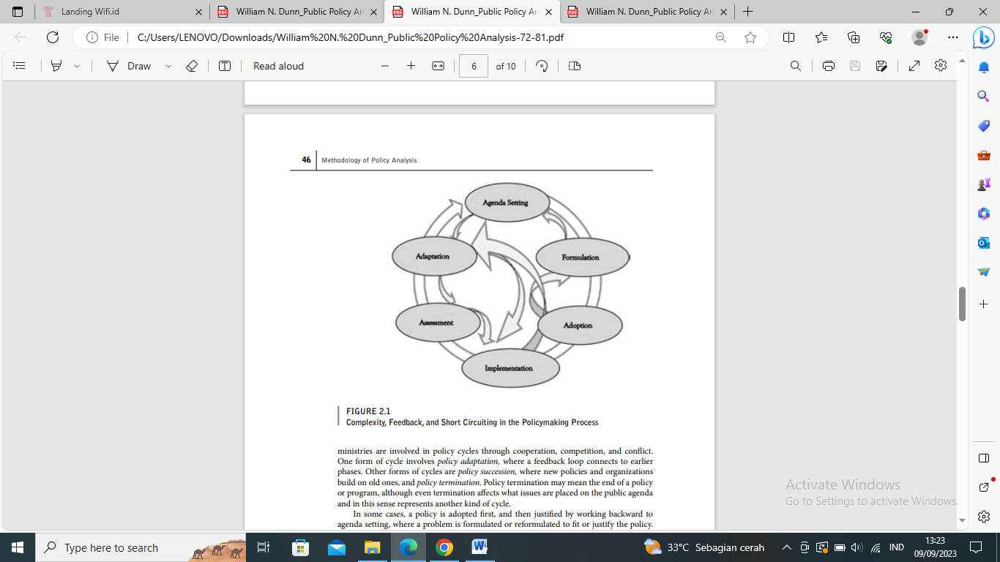 Landing Wifi.id
William N. Dunn_Public Policy An
William N. Dunn_Public Policy An
William N. Dunn_Public Policy An
File
C:/Users/LENOVO/Downloads/William%20N.%20Dunn_Public%20Policy%20Analysis-72-81.pdf
Draw
Read aloud
6
of 10
46
Methodology of Policy Analysis
Agenda Setting
Adaptation
Formulation
Assessment
Adoption
Implementation
FIGURE 2.1
Complexity, Feedback, and Short Circuiting in the Policymaking Process
ministries are involved in policy cycles through cooperation, competition, and conflict.
One form of cycle involves policy adaptation, where a feedback loop connects to earlier
phases. Other forms of cycles are policy succession, where new policies and organizations
build on old ones, and policy termination. Policy termination may mean the end of a policy
or program, although even termination affects what issues are placed on the public agenda
and in this sense represents another kind of cycle.
In some cases, a policy is adopted first, and then justified by working backward to
agenda setting, where a problem is formulated or reformulated to fit or justify the policy.
Activate Windows
Go to Settings to activate Windows.
Type here to search
33°C Sebagian cerah
IND
13:23
09/09/2023